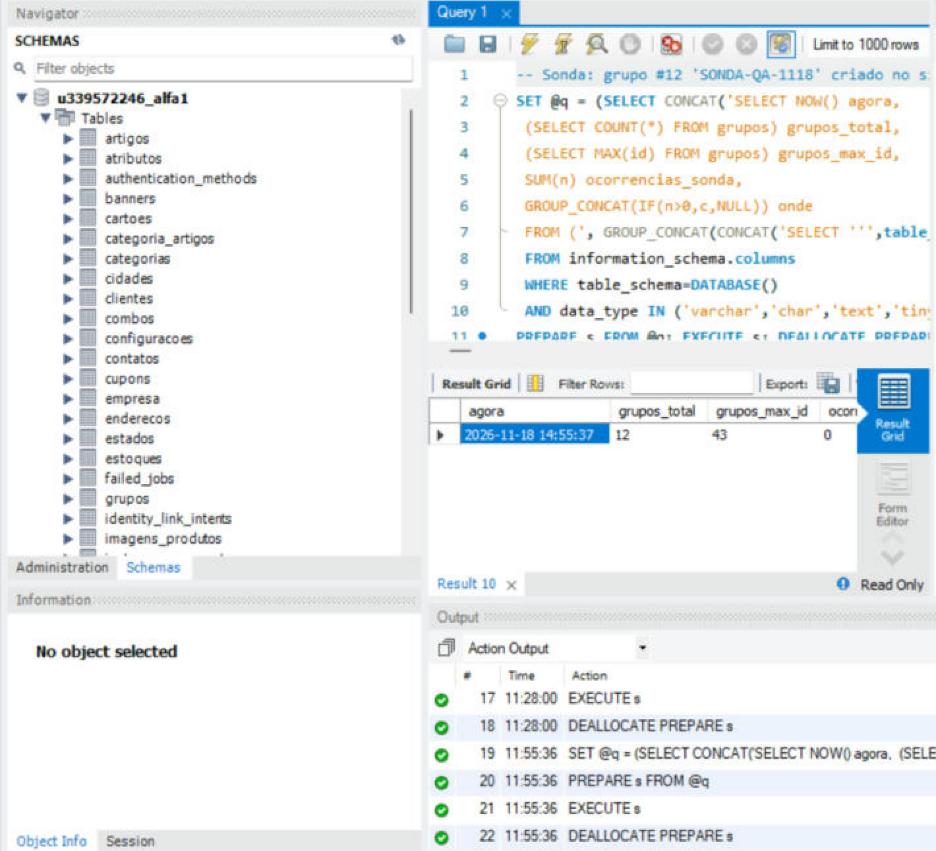 Navigator
SCHEMAS
Filter objects
u339572246_alfa1
Tables
artigos
atributos
authentication_methods
banners
cartoes
categoria_artigos
categorias
cidades
clientes
combos
configuracoes
contatos
cupons
empresa
enderecos
estados
estoques
failed_jobs
grupos
identity_link_intents
imagens_produtos
Administration Schemas
Information
No object selected
Object Info Session
Query 1
Limit to 1000 rows
1 -- Sonda: grupo #12 'SONDA-QA-1118' criado no s
2 SET @q = (SELECT CONCAT('SELECT NOW() agora,
3 (SELECT COUNT(*) FROM grupos) grupos_total,
4 (SELECT MAX(id) FROM grupos) grupos_max_id,
5 SUM(n) ocorrencias_sonda,
6 GROUP_CONCAT(IF(n>0,c,NULL)) onde
7 FROM (', GROUP_CONCAT(CONCAT('SELECT ''',table_
8 FROM information_schema.columns
9 WHERE table_schema=DATABASE()
10 AND data_type IN ('varchar','char','text','tin
11 PREPARE s FROM @q; EXECUTE s; DEALLOCATE PREPAR
Result Grid Filter Rows: Export:
agora grupos_total grupos_max_id ocorr
2026-11-18 14:55:37 12 43 0
Result Grid
Form Editor
Result 10 Read Only
Output
Action Output
# Time Action
17 11:28:00 EXECUTE s
18 11:28:00 DEALLOCATE PREPARE s
19 11:55:36 SET @q = (SELECT CONCAT('SELECT NOW() agora, (SELE
20 11:55:36 PREPARE s FROM @q
21 11:55:36 EXECUTE s
22 11:55:36 DEALLOCATE PREPARE s